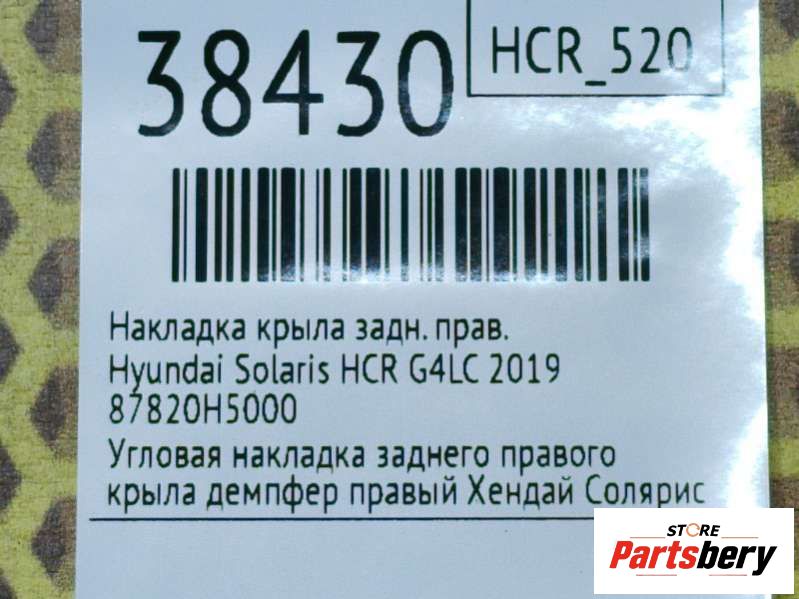 38430
HCR_520
Накладка крыла задн. прав.
Hyundai Solaris HCR G4LC 2019
87820H5000
Угловая накладка заднего правого
крыла демпфер правый Хендай Солярис
STORE
Partsbery